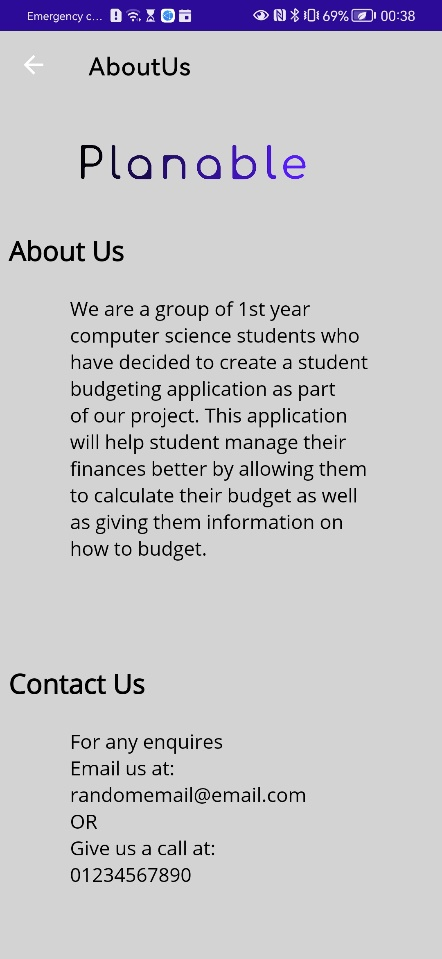 Emergency c... 69% 00:38
AboutUs
Planable
About Us
We are a group of 1st year
computer science students who
have decided to create a student
budgeting application as part
of our project. This application
will help student manage their
finances better by allowing them
to calculate their budget as well
as giving them information on
how to budget.
Contact Us
For any enquires
Email us at:
randomemail@email.com
OR
Give us a call at:
01234567890